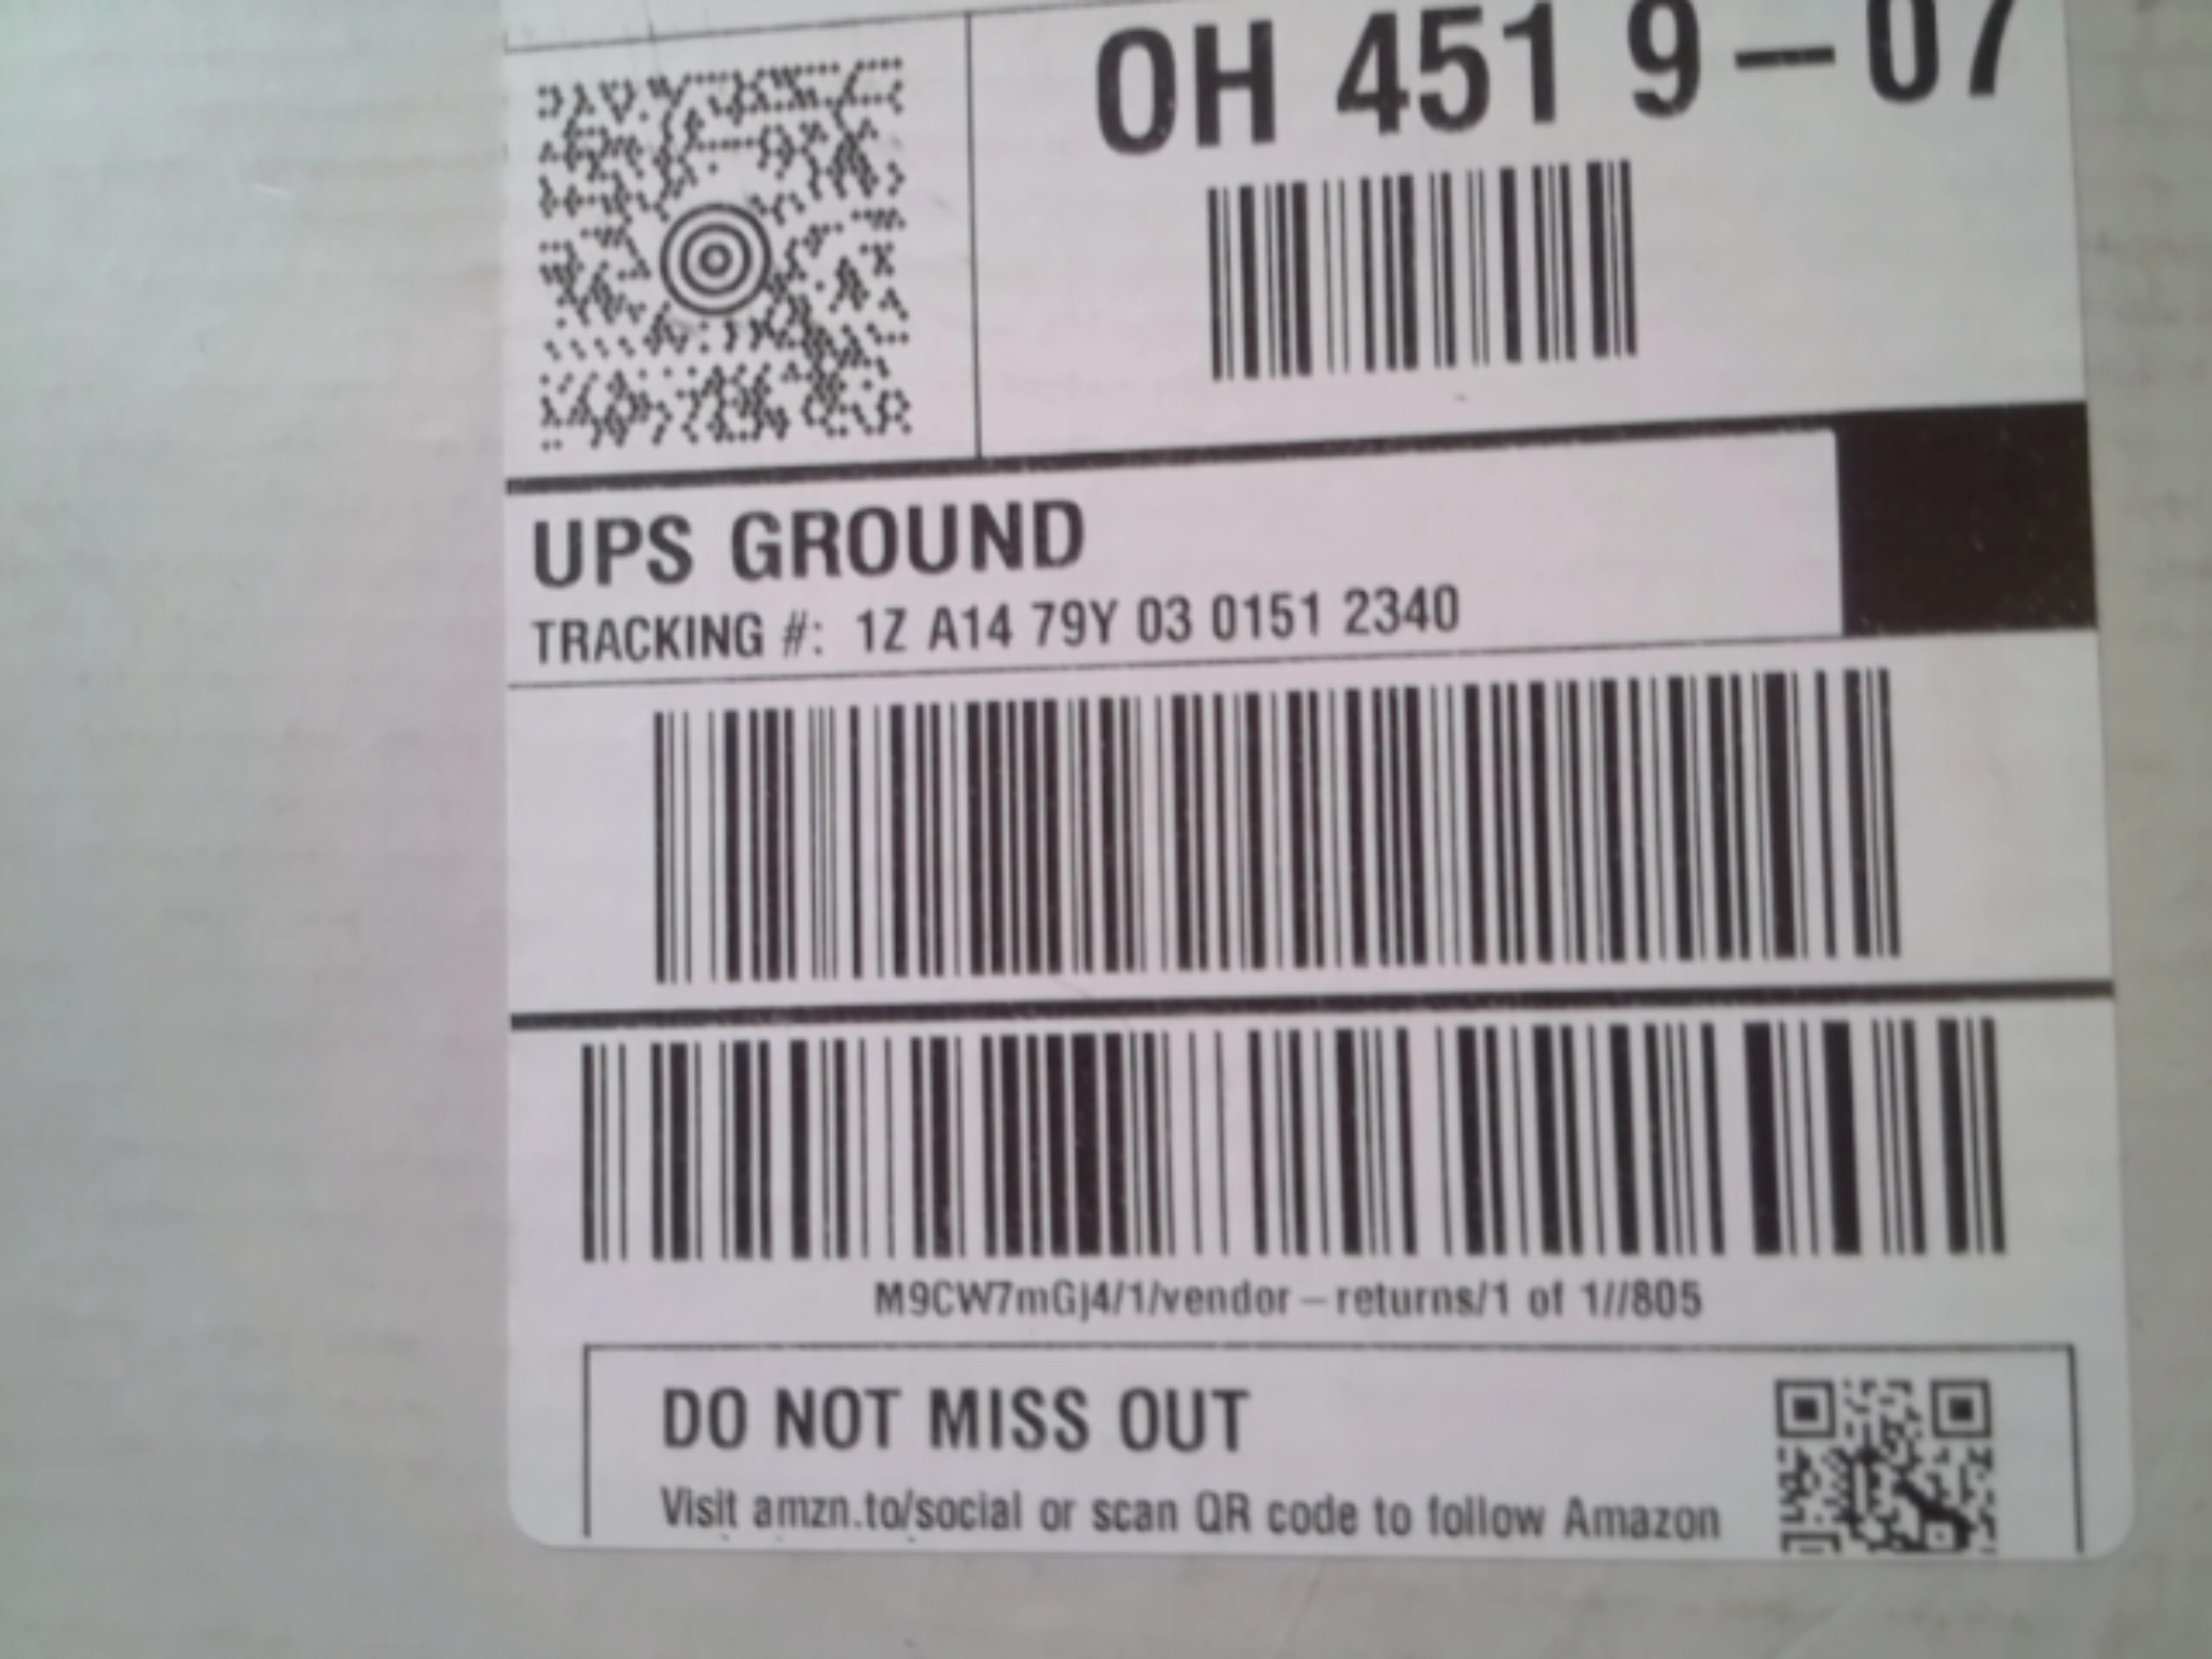 OH 451 9-07
UPS GROUND
TRACKING #: 1Z A14 79Y 03 0151 2340
M9CW7mGj4/1/vendor-returns/1 of 1//805
DO NOT MISS OUT
Visit amzn.to/social or scan QR code to follow Amazon